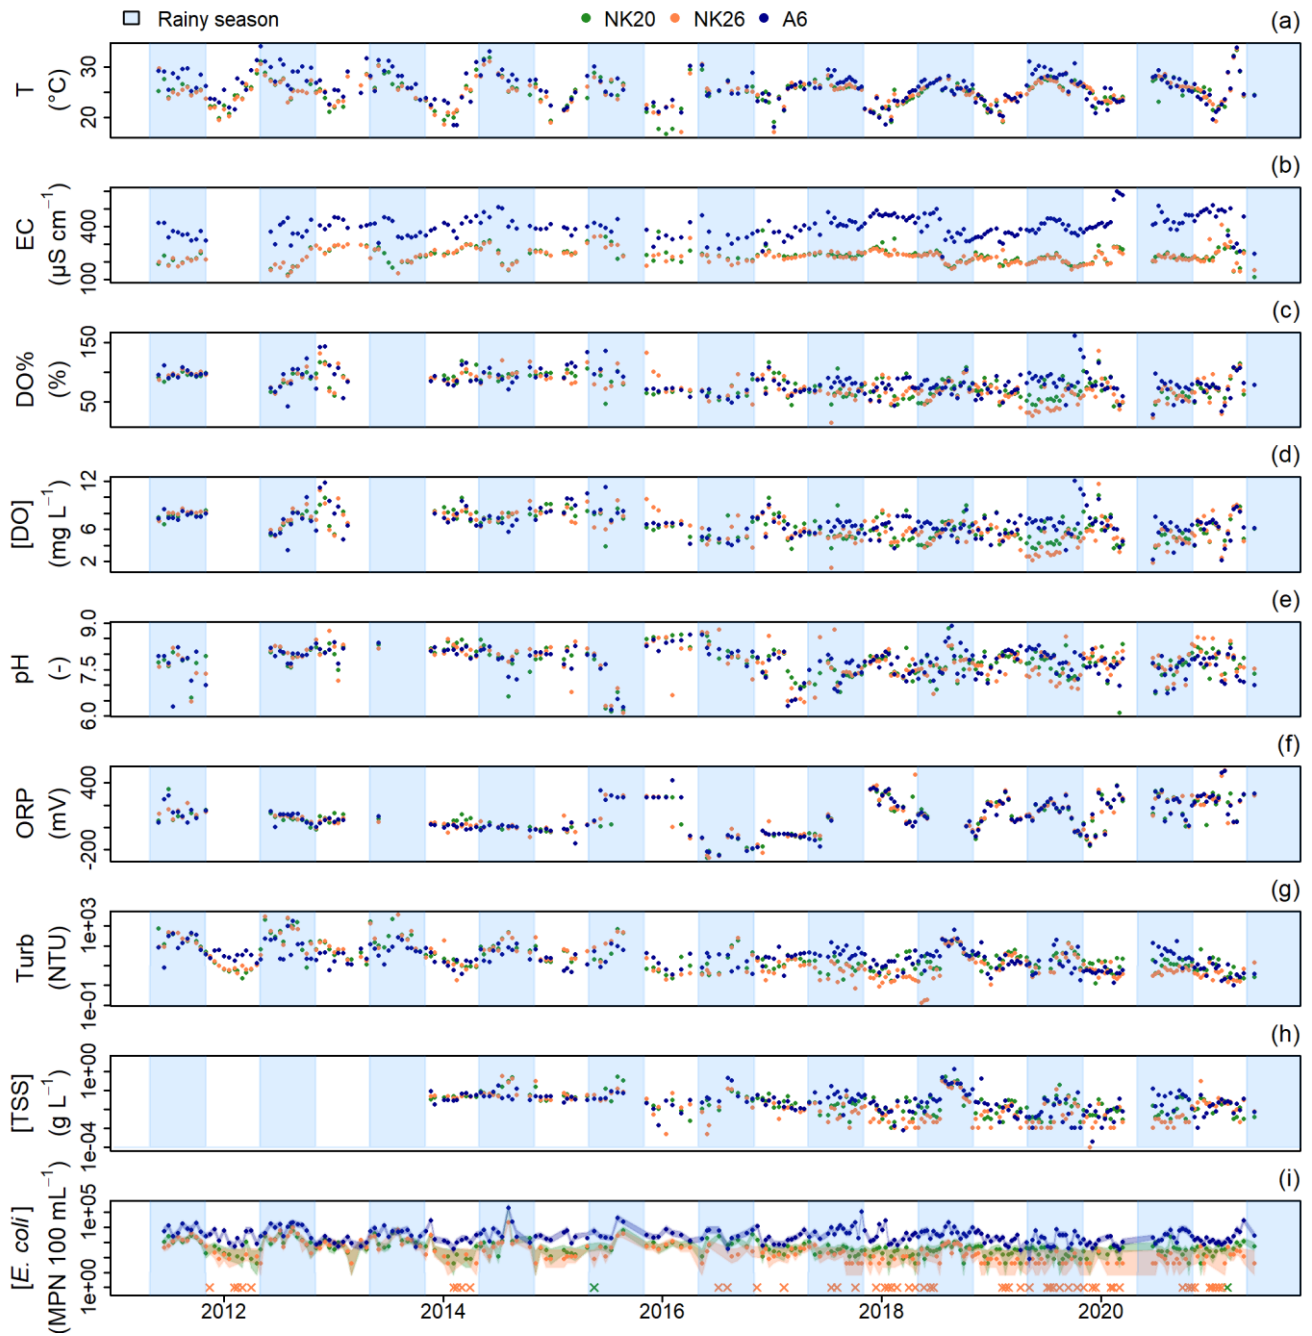 Rainy season NK20 NK26 A6 (a)
T
(°C)
30
20
(b)
EC
(µS cm⁻¹)
400
100
(c)
DO%
(%)
150
50
(d)
[DO]
(mg L⁻¹)
12
6
2
(e)
pH
(-)
9.0
7.5
6.0
(f)
ORP
(mV)
400
-200
(g)
Turb
(NTU)
1e+03
1e-01
(h)
[TSS]
(g L⁻¹)
1e+00
1e-04
(i)
[E. coli]
(MPN 100 mL⁻¹)
1e+05
1e+00
2012 2014 2016 2018 2020